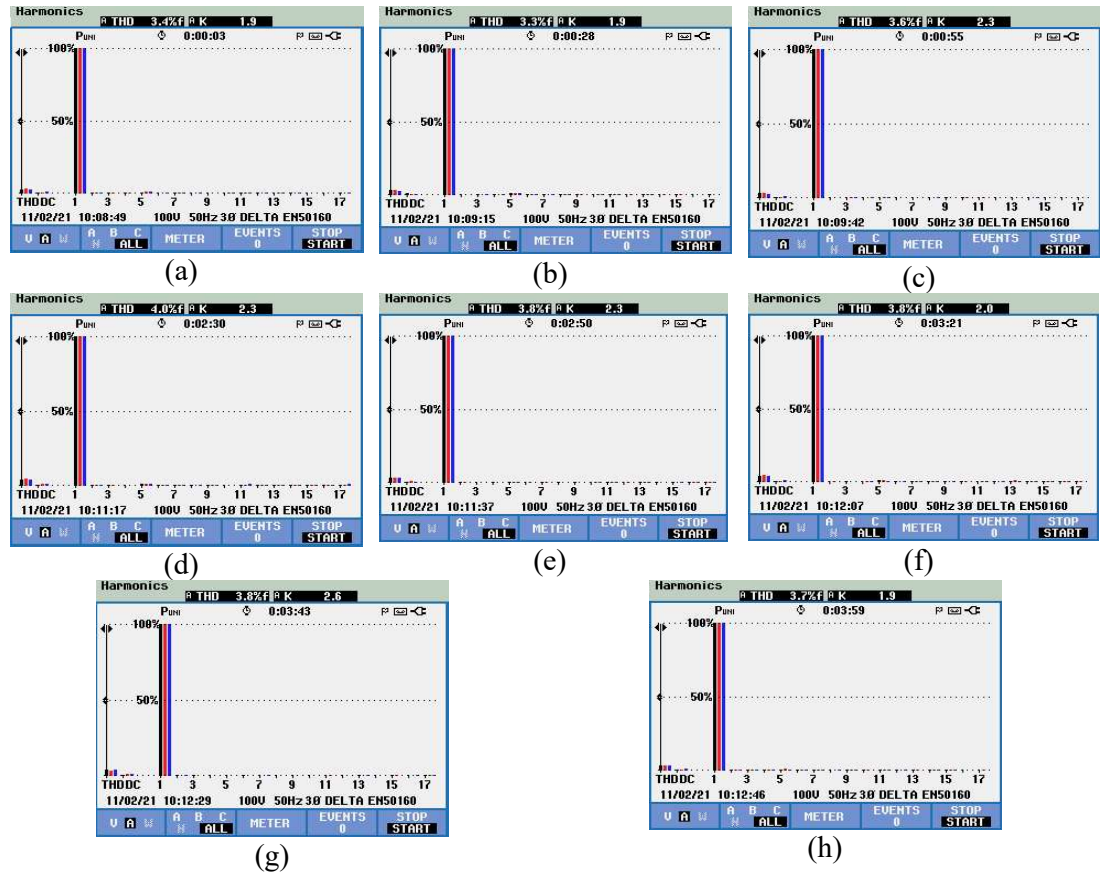 Harmonics
A THD 3.4%f A K 1.9
PUNI 0:00:03
100%
50%
THDDC 1 3 5 7 9 11 13 15 17
11/02/21 10:08:49 100V 50Hz 3Ø DELTA EN50160
V A W A B C N ALL METER EVENTS 0 STOP START
(a)
Harmonics
A THD 3.3%f A K 1.9
PUNI 0:00:28
100%
50%
THDDC 1 3 5 7 9 11 13 15 17
11/02/21 10:09:15 100V 50Hz 3Ø DELTA EN50160
V A W A B C N ALL METER EVENTS 0 STOP START
(b)
Harmonics
A THD 3.6%f A K 2.3
PUNI 0:00:55
100%
50%
THDDC 1 3 5 7 9 11 13 15 17
11/02/21 10:09:42 100V 50Hz 3Ø DELTA EN50160
V A W A B C N ALL METER EVENTS 0 STOP START
(c)
Harmonics
A THD 4.0%f A K 2.3
PUNI 0:02:30
100%
50%
THDDC 1 3 5 7 9 11 13 15 17
11/02/21 10:11:17 100V 50Hz 3Ø DELTA EN50160
V A W A B C N ALL METER EVENTS 0 STOP START
(d)
Harmonics
A THD 3.8%f A K 2.3
PUNI 0:02:50
100%
50%
THDDC 1 3 5 7 9 11 13 15 17
11/02/21 10:11:37 100V 50Hz 3Ø DELTA EN50160
V A W A B C N ALL METER EVENTS 0 STOP START
(e)
Harmonics
A THD 3.8%f A K 2.0
PUNI 0:03:21
100%
50%
THDDC 1 3 5 7 9 11 13 15 17
11/02/21 10:12:07 100V 50Hz 3Ø DELTA EN50160
V A W A B C N ALL METER EVENTS 0 STOP START
(f)
Harmonics
A THD 3.8%f A K 2.6
PUNI 0:03:43
100%
50%
THDDC 1 3 5 7 9 11 13 15 17
11/02/21 10:12:29 100V 50Hz 3Ø DELTA EN50160
V A W A B C N ALL METER EVENTS 0 STOP START
(g)
Harmonics
A THD 3.7%f A K 1.9
PUNI 0:03:59
100%
50%
THDDC 1 3 5 7 9 11 13 15 17
11/02/21 10:12:46 100V 50Hz 3Ø DELTA EN50160
V A W A B C N ALL METER EVENTS 0 STOP START
(h)